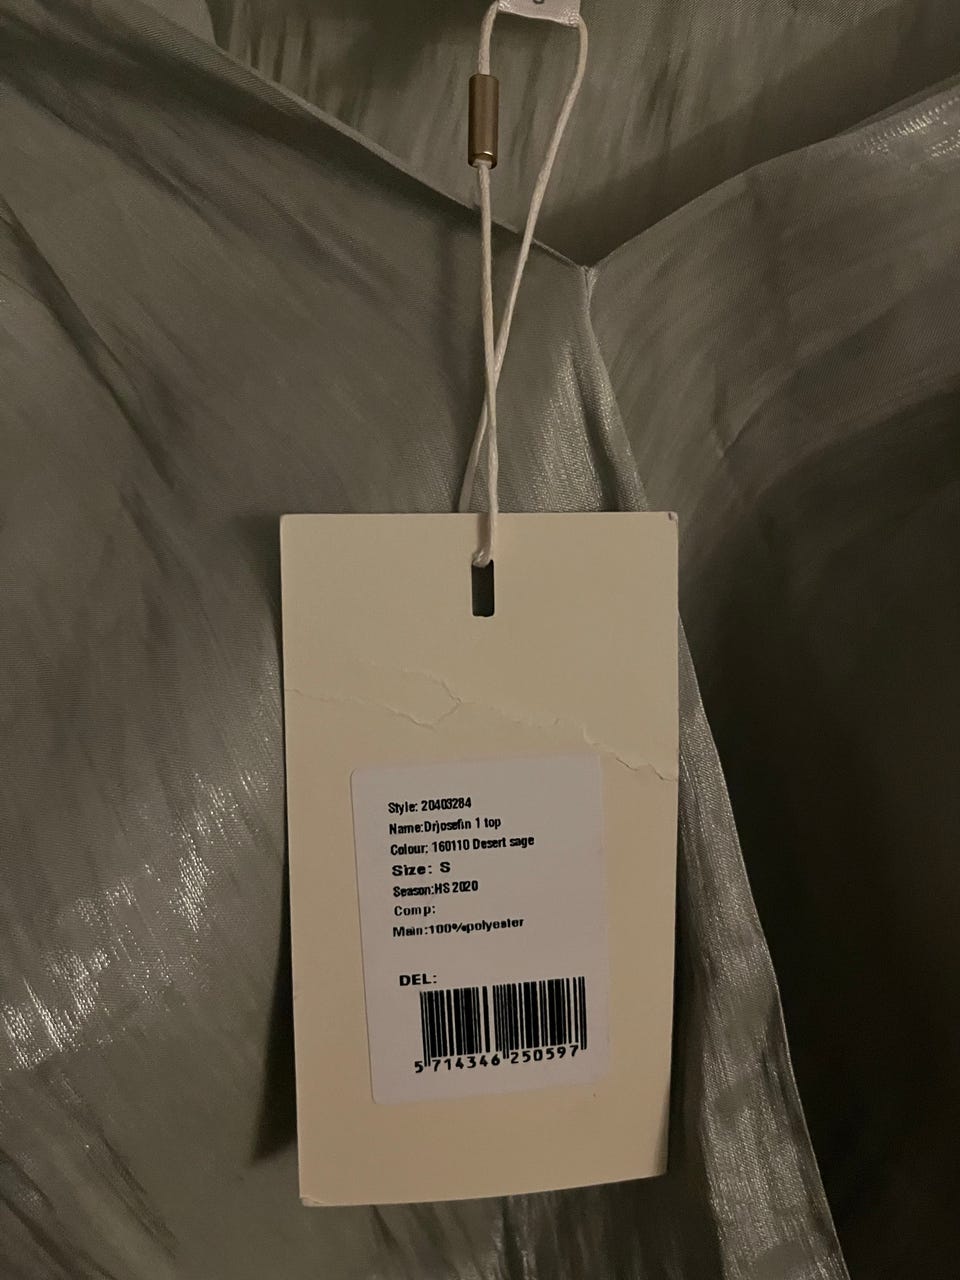 Style: 20403284
Name:Drjosefin 1 top
Colour: 160110 Desert sage
Size: S
Season:HS 2020
Comp:
Main:100%polyester
DEL:
5 714346 250597